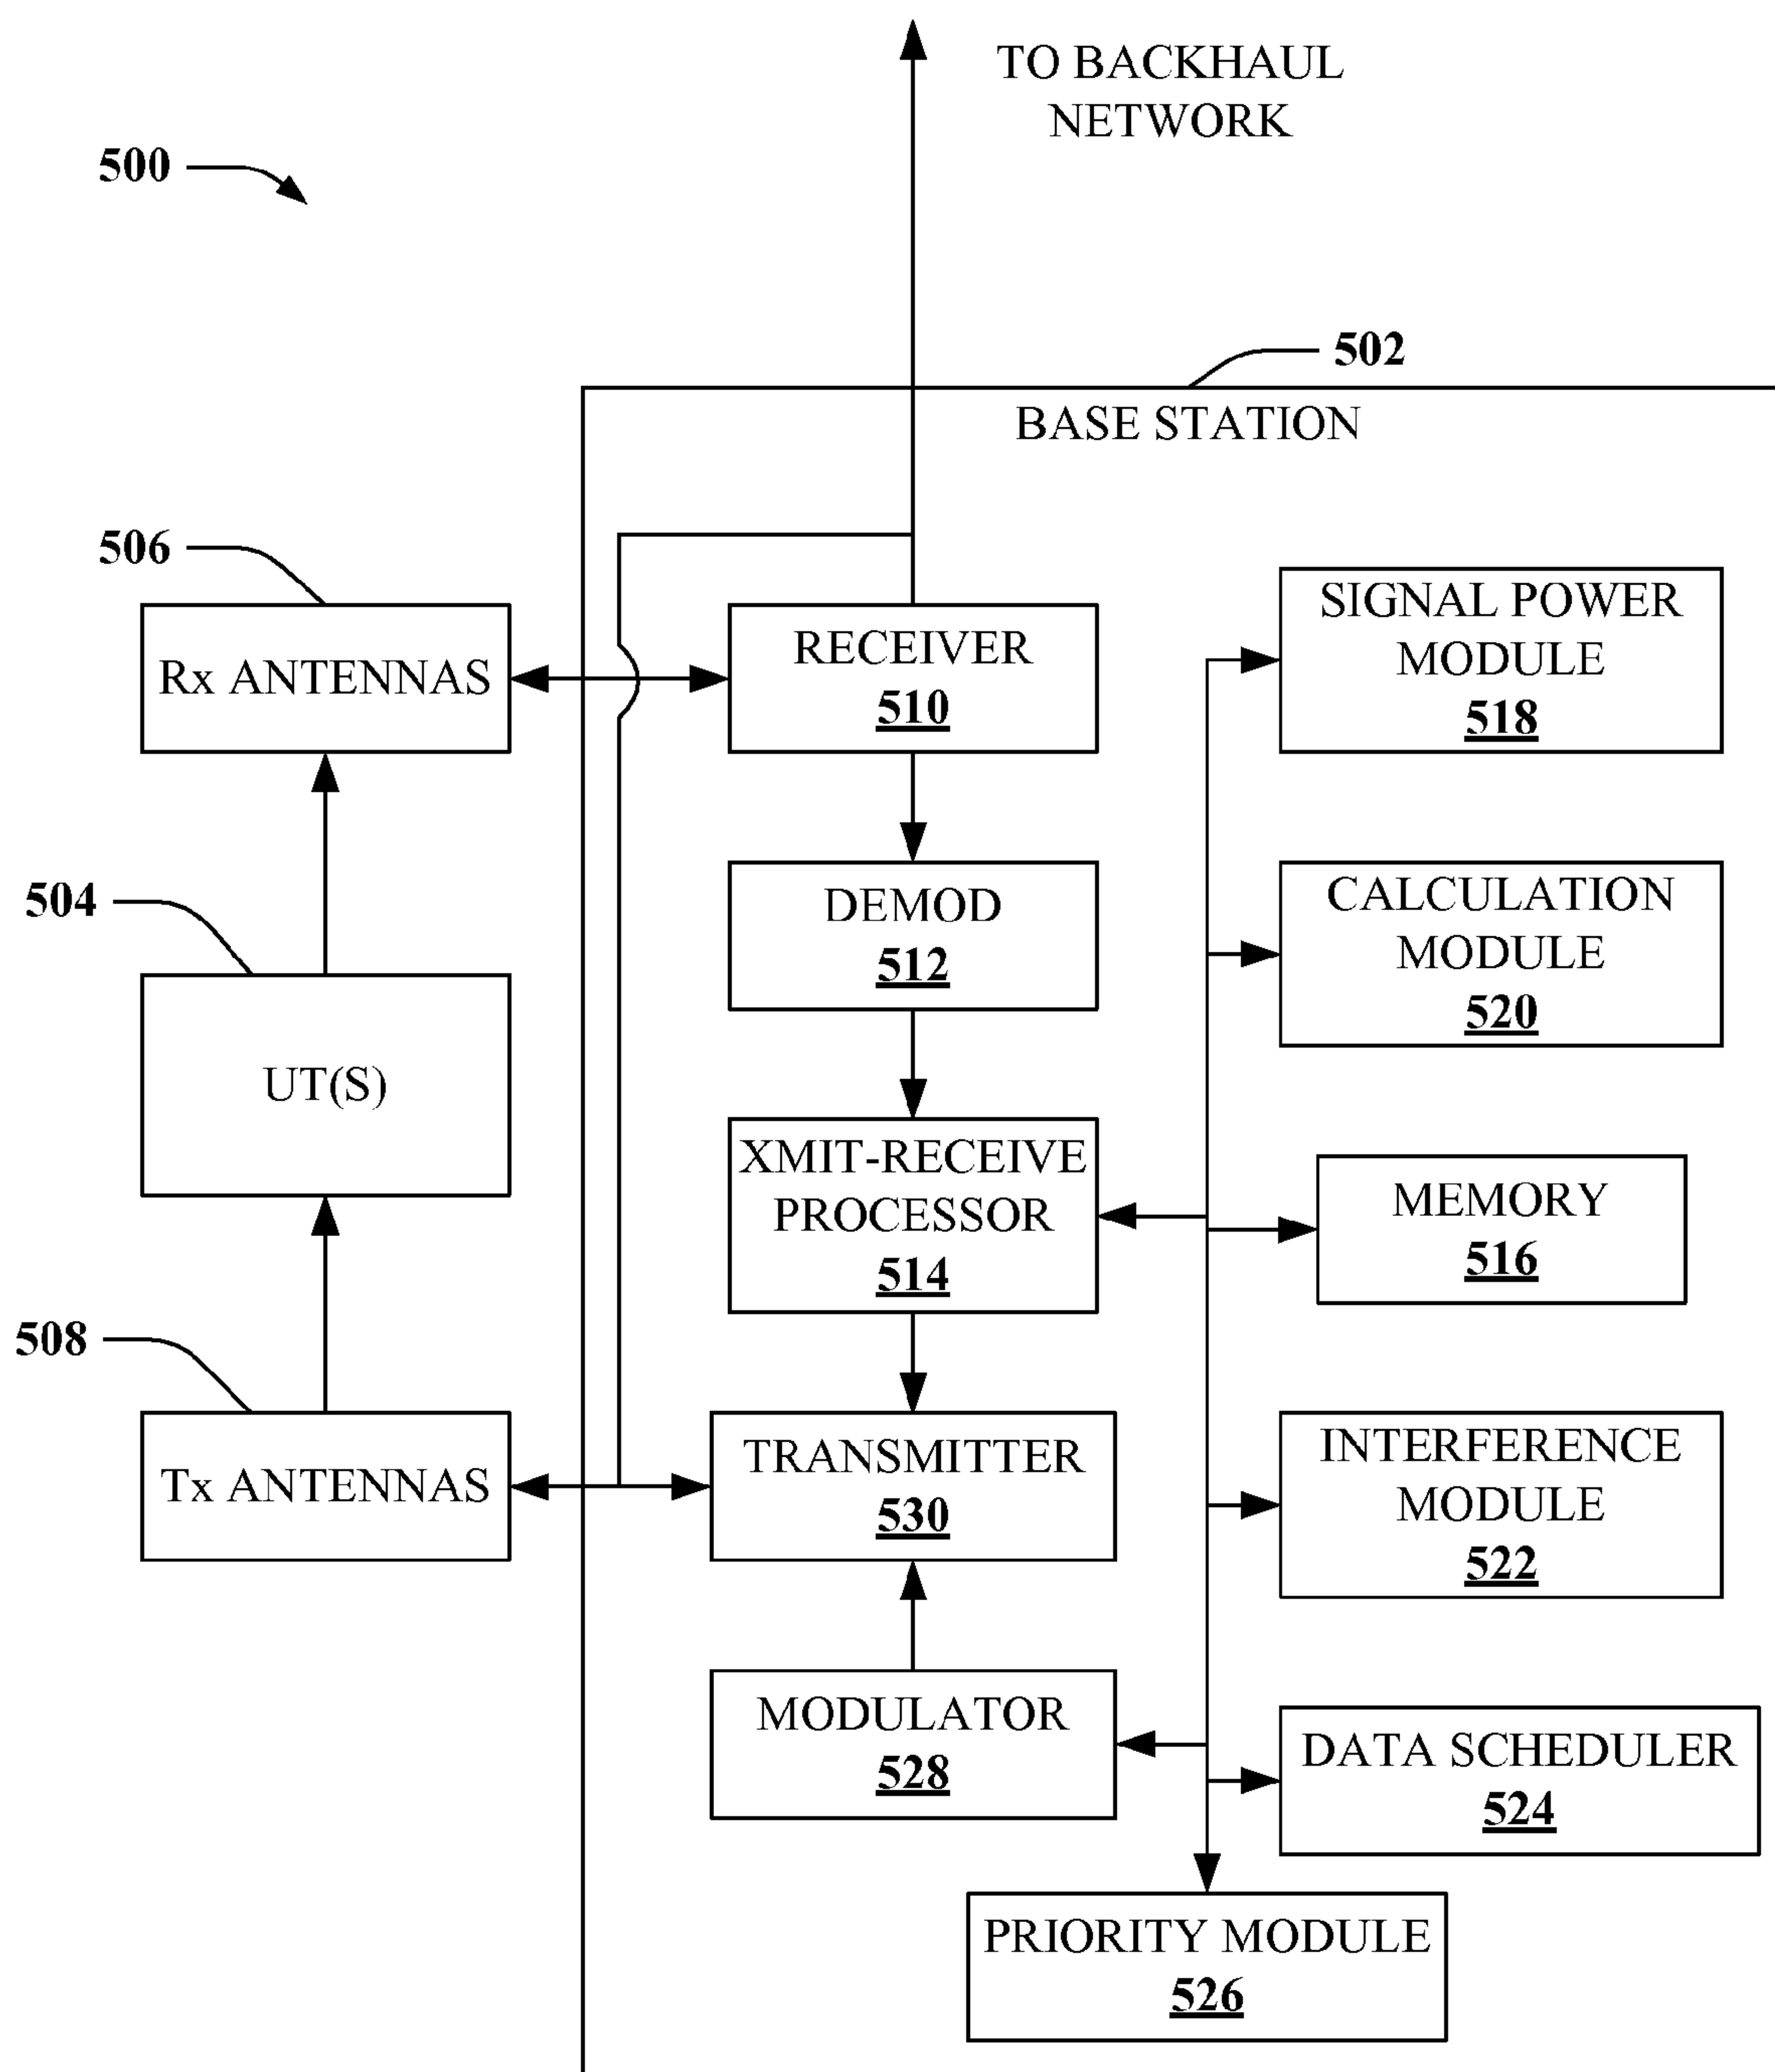 TO BACKHAUL
NETWORK
500
502
BASE STATION
506
Rx ANTENNAS
RECEIVER
510
SIGNAL POWER
MODULE
518
504
UT(S)
DEMOD
512
CALCULATION
MODULE
520
XMIT-RECEIVE
PROCESSOR
514
MEMORY
516
508
Tx ANTENNAS
TRANSMITTER
530
INTERFERENCE
MODULE
522
MODULATOR
528
DATA SCHEDULER
524
PRIORITY MODULE
526